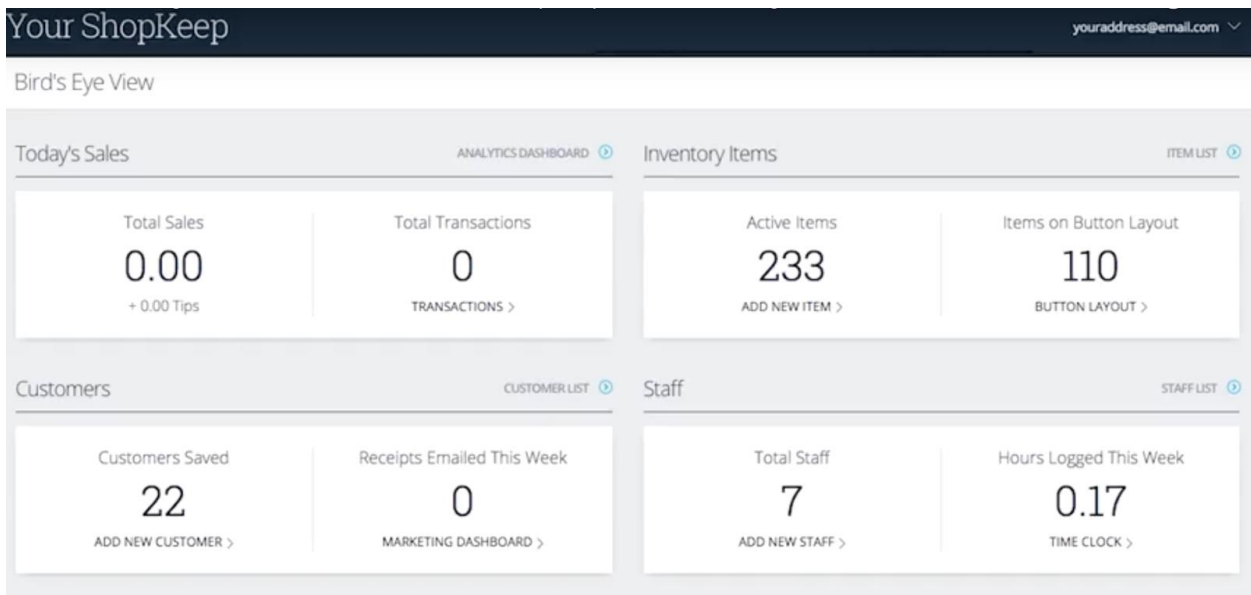 Your ShopKeep
youraddress@email.com
Bird's Eye View
Today's Sales
ANALYTICS DASHBOARD
Total Sales
0.00
+ 0.00 Tips
Total Transactions
0
TRANSACTIONS >
Inventory Items
ITEM LIST
Active Items
233
ADD NEW ITEM >
Items on Button Layout
110
BUTTON LAYOUT >
Customers
CUSTOMER LIST
Customers Saved
22
ADD NEW CUSTOMER >
Receipts Emailed This Week
0
MARKETING DASHBOARD >
Staff
STAFF LIST
Total Staff
7
ADD NEW STAFF >
Hours Logged This Week
0.17
TIME CLOCK >